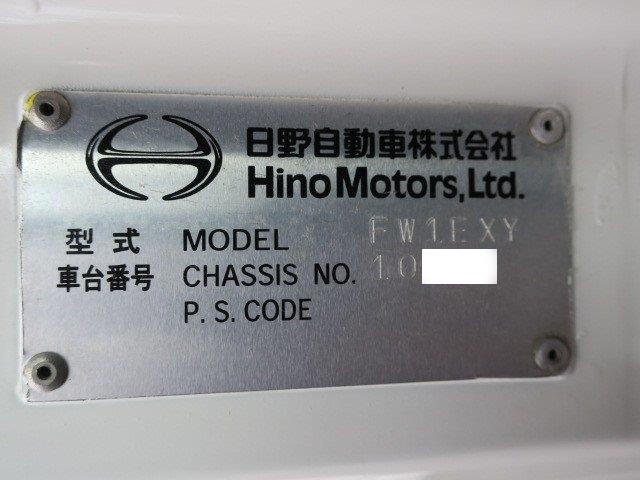 日野自動車株式会社
Hino Motors, Ltd.
型式 MODEL FW1EXY
車台番号 CHASSIS NO. 10
P. S. CODE